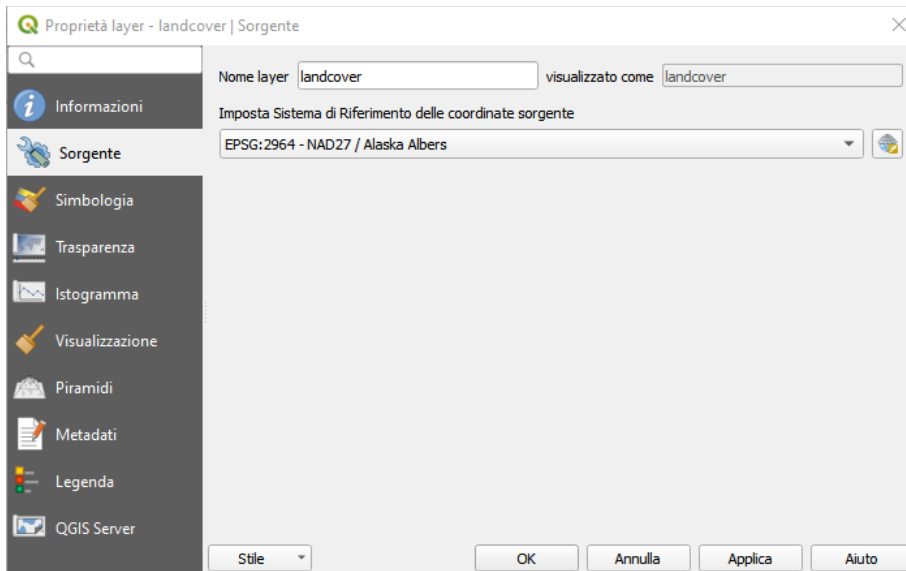 Proprietà layer - landcover | Sorgente
Nome layer landcover visualizzato come landcover
Informazioni
Imposta Sistema di Riferimento delle coordinate sorgente
EPSG:2964 - NAD27 / Alaska Albers
Sorgente
Simbologia
Trasparenza
Istogramma
Visualizzazione
Piramidi
Metadati
Legenda
QGIS Server
Stile OK Annulla Applica Aiuto